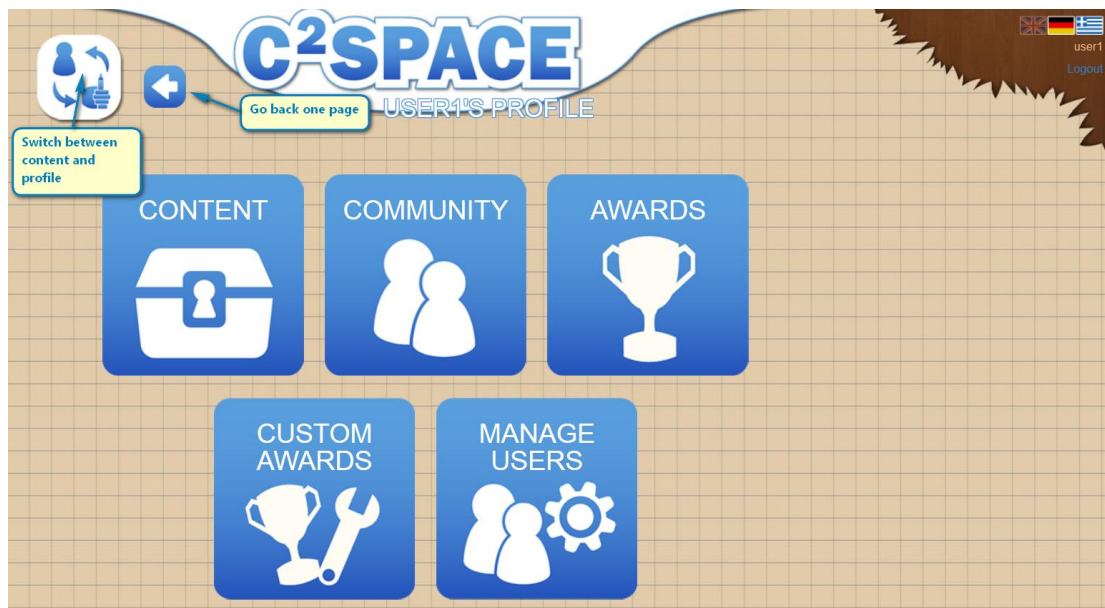 C²SPACE
USER1'S PROFILE
user1
Logout
Go back one page
Switch between
content and
profile
CONTENT
COMMUNITY
AWARDS
CUSTOM
AWARDS
MANAGE
USERS